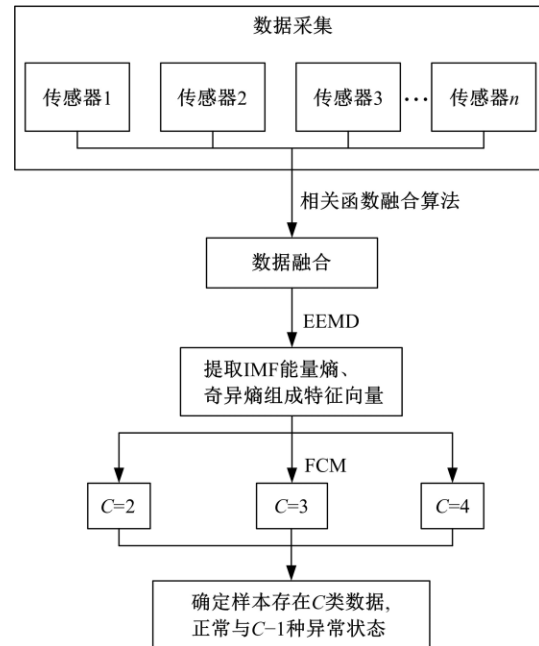 数据采集
传感器1 传感器2 传感器3 ··· 传感器n
相关函数融合算法
数据融合
EEMD
提取IMF能量熵、
奇异熵组成特征向量
FCM
C=2 C=3 C=4
确定样本存在C类数据,
正常与C−1种异常状态